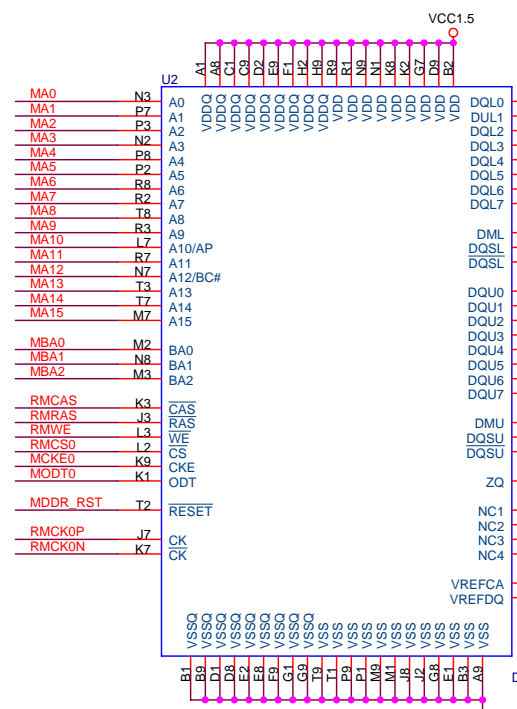 VCC1.5
A1 A8 C1 C9 D2 E9 F1 H2 H9 R9 R1 N9 N1 K8 K2 G7 D9 B2
U2
VDDQ VDDQ VDDQ VDDQ VDDQ VDDQ VDDQ VDDQ VDDQ VDD VDD VDD VDD VDD VDD VDD VDD VDD
MA0 N3 A0 DQL0
MA1 P7 A1 DUL1
MA2 P3 A2 DQL2
MA3 N2 A3 DQL3
MA4 P8 A4 DQL4
MA5 P2 A5 DQL5
MA6 R8 A6 DQL6
MA7 R2 A7 DQL7
MA8 T8 A8
MA9 R3 A9 DML
MA10 L7 A10/AP DQSL
MA11 R7 A11 DQSL
MA12 N7 A12/BC#
MA13 T3 A13 DQU0
MA14 T7 A14 DQU1
MA15 M7 A15 DQU2
DQU3
MBA0 M2 BA0 DQU4
MBA1 N8 BA1 DQU5
MBA2 M3 BA2 DQU6
DQU7
RMCAS K3 CAS
RMRAS J3 RAS DMU
RMWE L3 WE DQSU
RMCS0 L2 CS DQSU
MCKE0 K9 CKE
MODT0 K1 ODT ZQ
MDDR_RST T2 RESET NC1
NC2
RMCK0P J7 CK NC3
RMCK0N K7 CK NC4
VREFCA
VREFDQ
VSSQ VSSQ VSSQ VSSQ VSSQ VSSQ VSSQ VSSQ VSSQ VSS VSS VSS VSS VSS VSS VSS VSS VSS VSS VSS VSS
B1 B9 D1 D8 E2 E8 F9 G1 G9 T9 T1 P9 P1 M9 M1 J8 J2 G8 E1 B3 A9